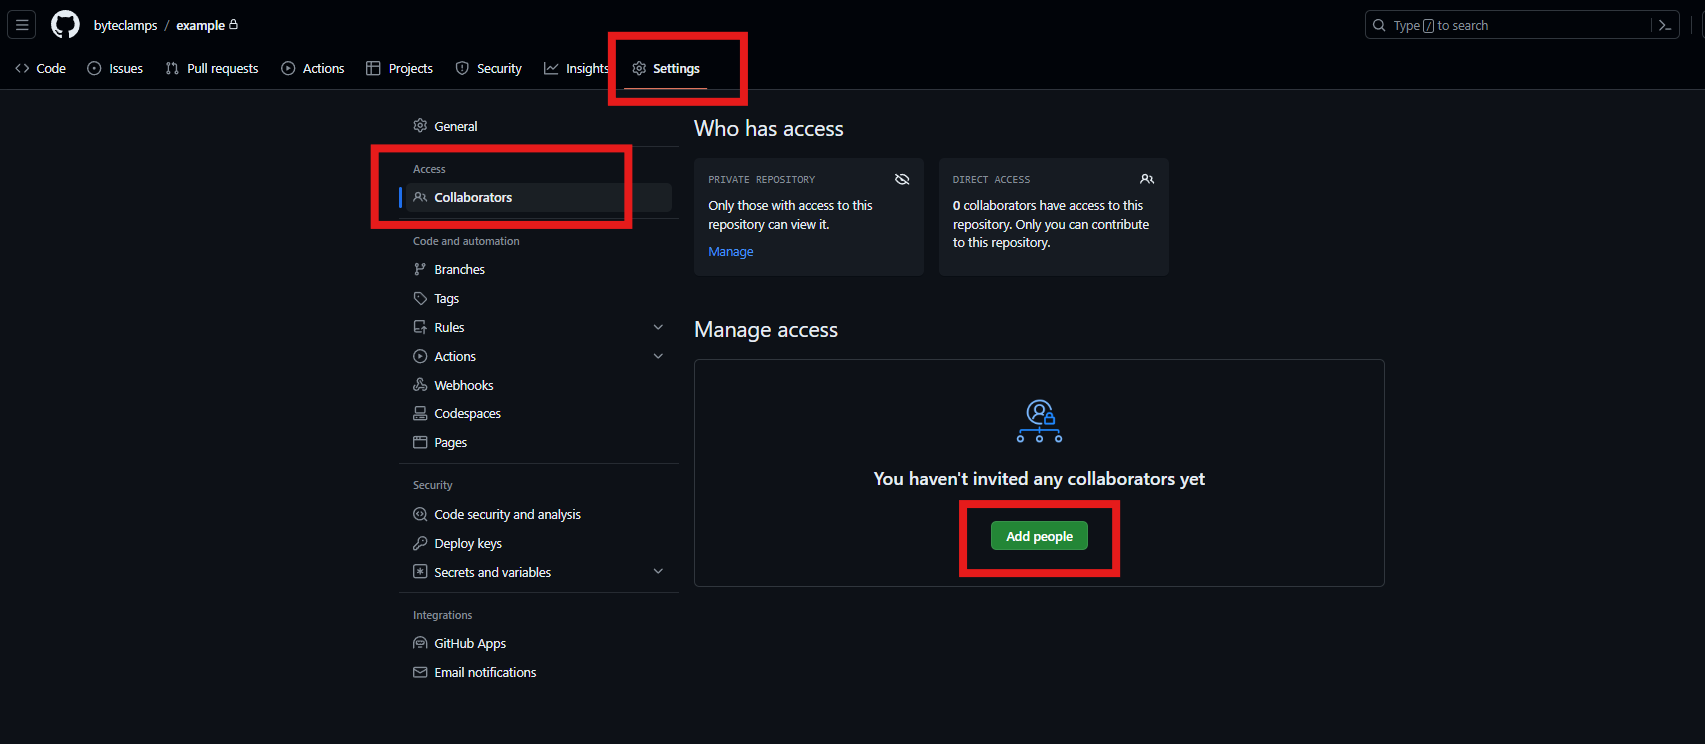 byteclamps / example
Type / to search
Code Issues Pull requests Actions Projects Security Insights Settings
General
Access
Collaborators
Code and automation
Branches
Tags
Rules
Actions
Webhooks
Codespaces
Pages
Security
Code security and analysis
Deploy keys
Secrets and variables
Integrations
GitHub Apps
Email notifications
Who has access
PRIVATE REPOSITORY
Only those with access to this
repository can view it.
Manage
DIRECT ACCESS
0 collaborators have access to this
repository. Only you can contribute
to this repository.
Manage access
You haven't invited any collaborators yet
Add people